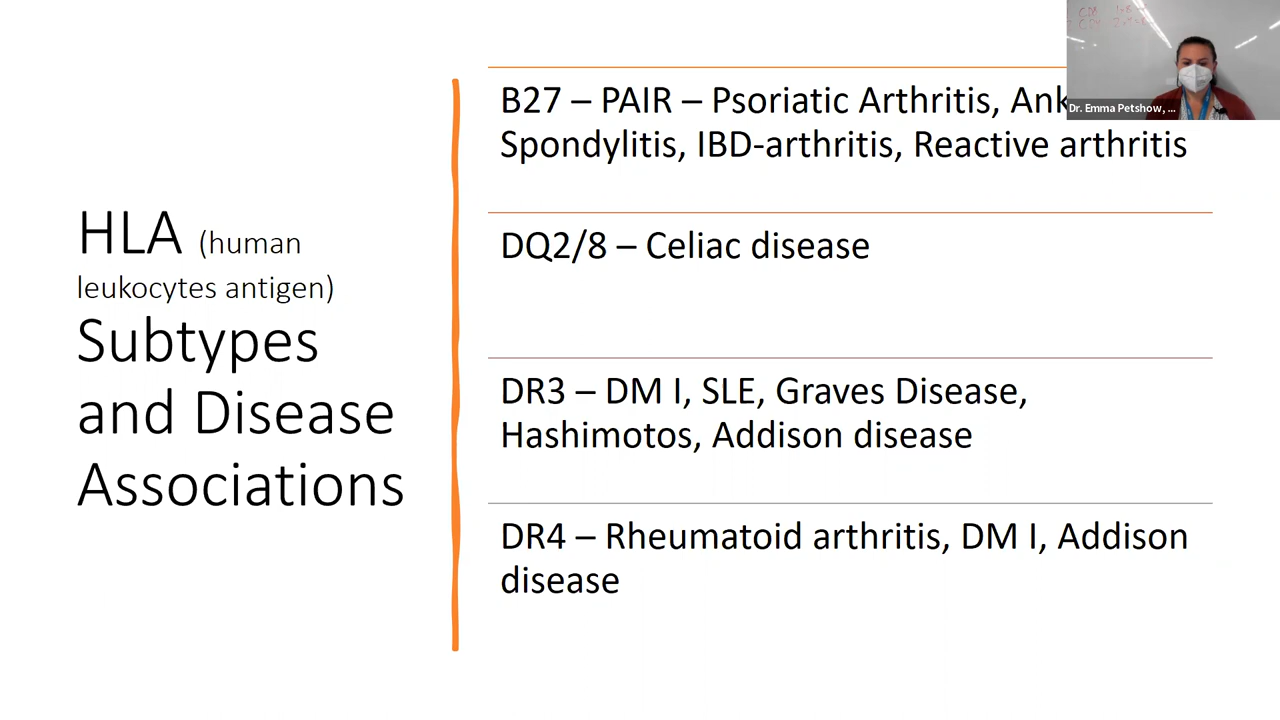 HLA (human
leukocytes antigen)
Subtypes
and Disease
Associations
B27 – PAIR – Psoriatic Arthritis,
Spondylitis, IBD-arthritis, Reactive arthritis
DQ2/8 – Celiac disease
DR3 – DM I, SLE, Graves Disease,
Hashimotos, Addison disease
DR4 – Rheumatoid arthritis, DM I, Addison
disease
CD8
Dr. Emma Petshow, ...